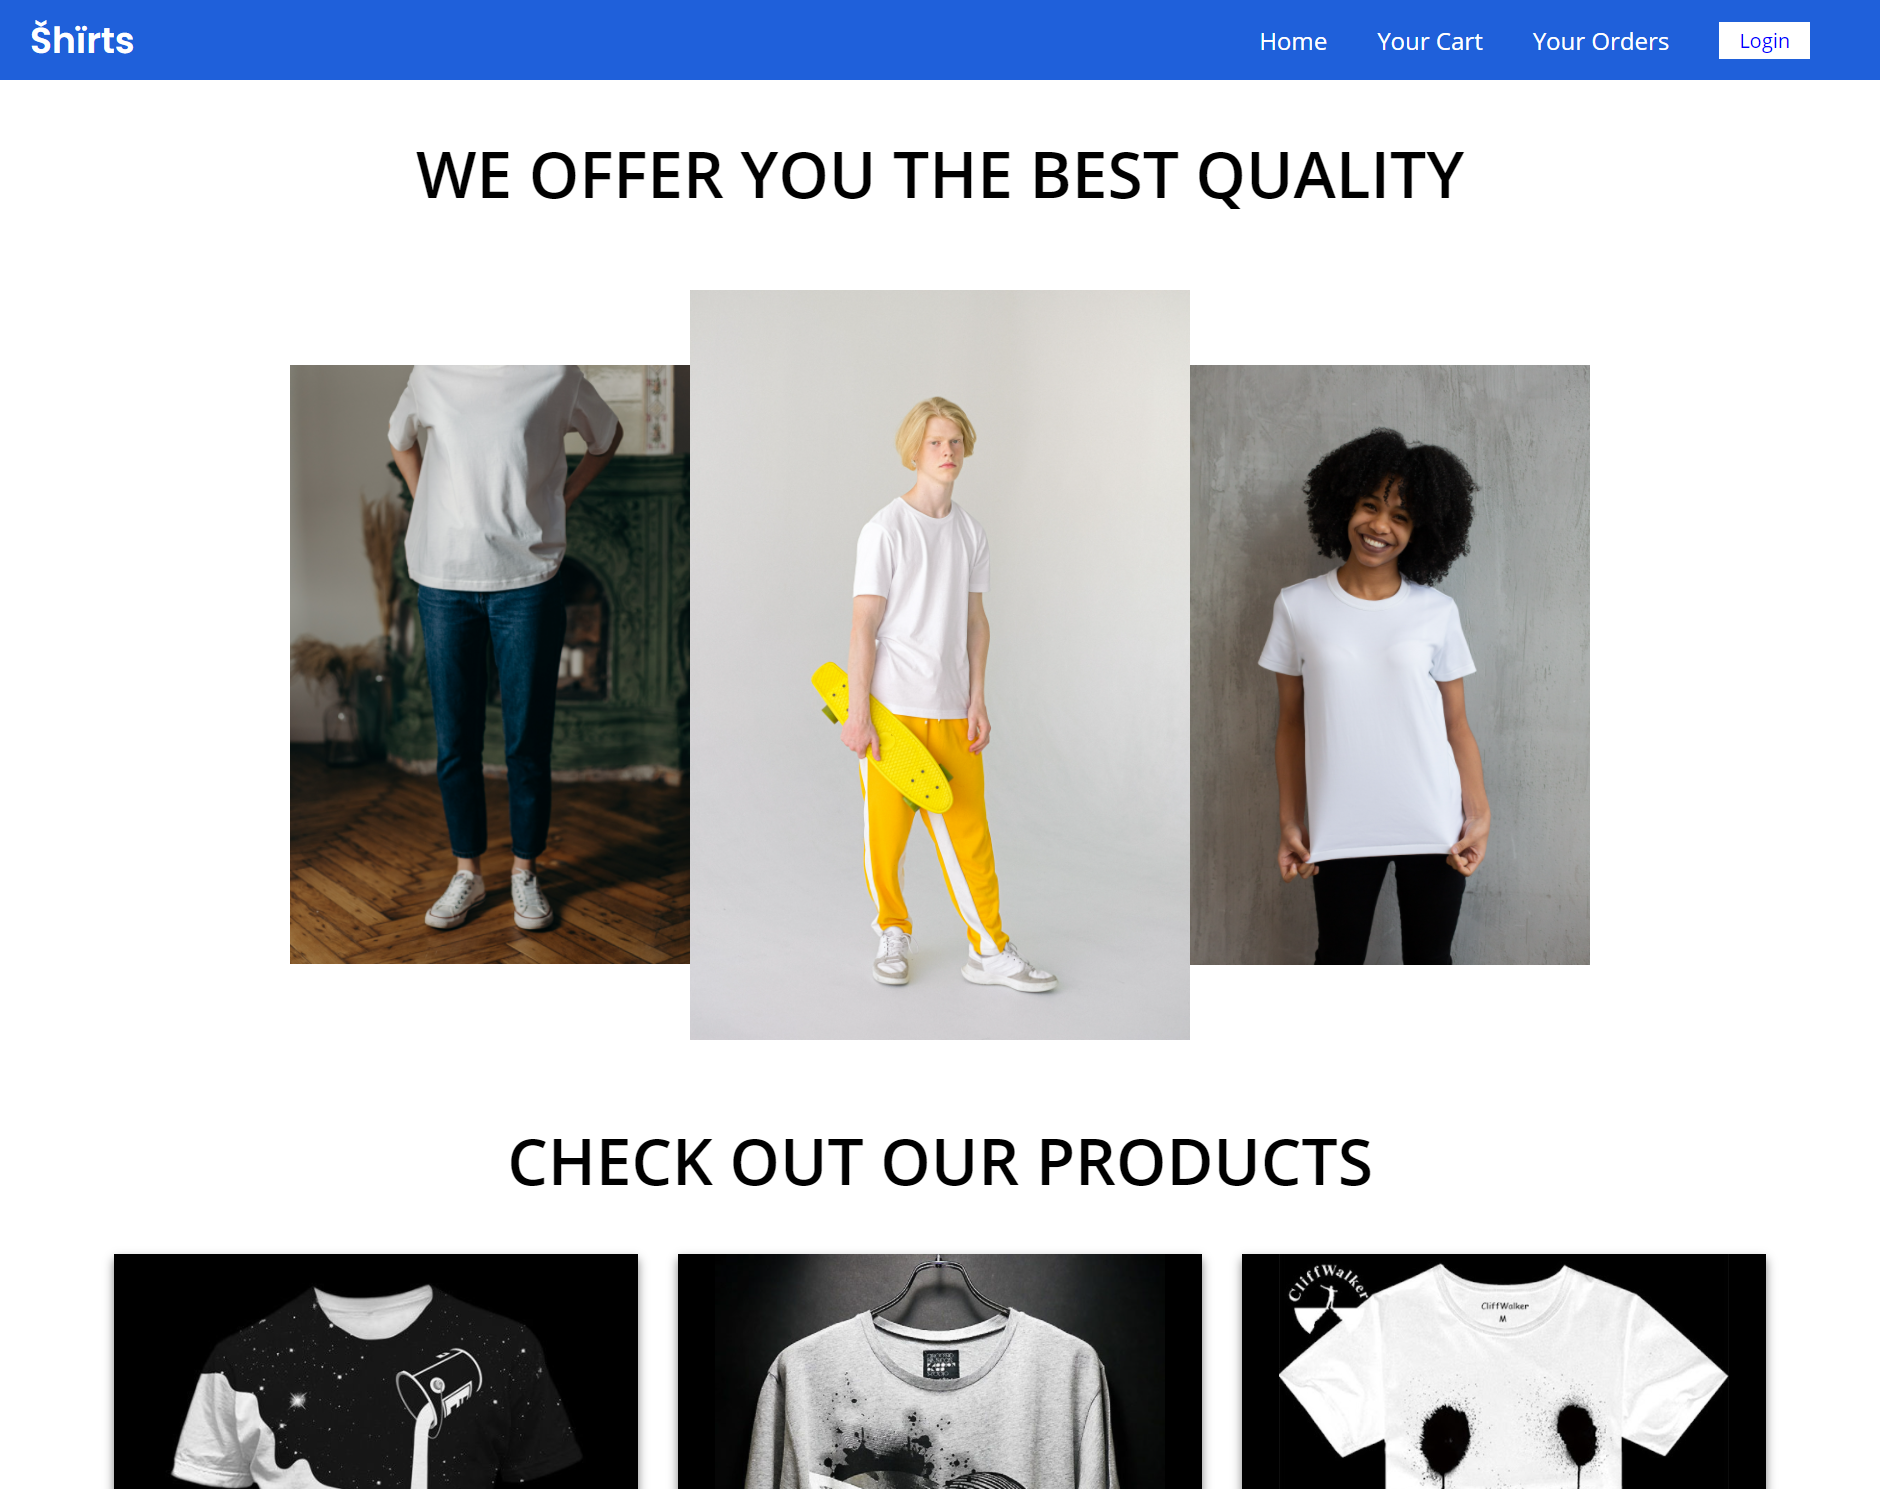 Šhïrts
Home
Your Cart
Your Orders
Login
WE OFFER YOU THE BEST QUALITY
CHECK OUT OUR PRODUCTS
CliffWalker
CliffWalker
M